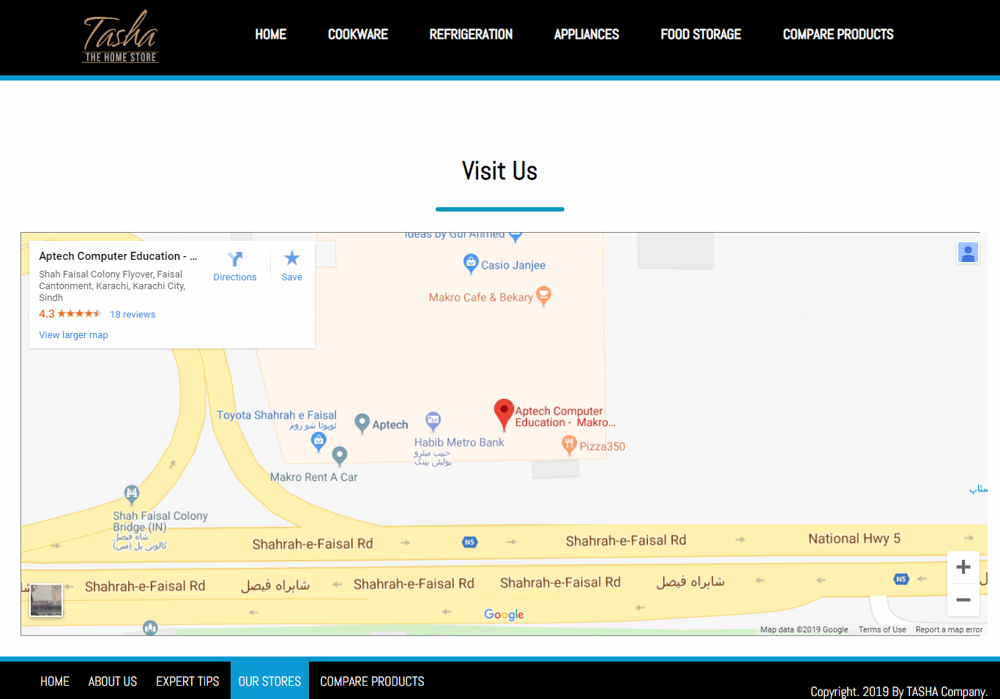 Tasha
THE HOME STORE
HOME
COOKWARE
REFRIGERATION
APPLIANCES
FOOD STORAGE
COMPARE PRODUCTS
Visit Us
Aptech Computer Education - ...
Shah Faisal Colony Flyover, Faisal
Cantonment, Karachi, Karachi City,
Sindh
4.3
18 reviews
View larger map
Directions
Save
Ideas by Gul Ahmed
Casio Janjee
Makro Cafe & Bekary
Toyota Shahrah e Faisal
ٹویوٹا شو روم
Aptech
Habib Metro Bank
حبیب میٹرو
پولیٹن بینک
Aptech Computer
Education - Makro...
Pizza350
Makro Rent A Car
Shah Faisal Colony
Bridge (IN)
شاہ فیصل
کالونی پل (میں)
سٹاپ
Shahrah-e-Faisal Rd
N5
Shahrah-e-Faisal Rd
National Hwy 5
Shahrah-e-Faisal Rd
شاہراہ فیصل
Shahrah-e-Faisal Rd
Shahrah-e-Faisal Rd
شاہراہ فیصل
N5
Google
Map data ©2019 Google
Terms of Use
Report a map error
HOME
ABOUT US
EXPERT TIPS
OUR STORES
COMPARE PRODUCTS
Copyright. 2019 By TASHA Company.